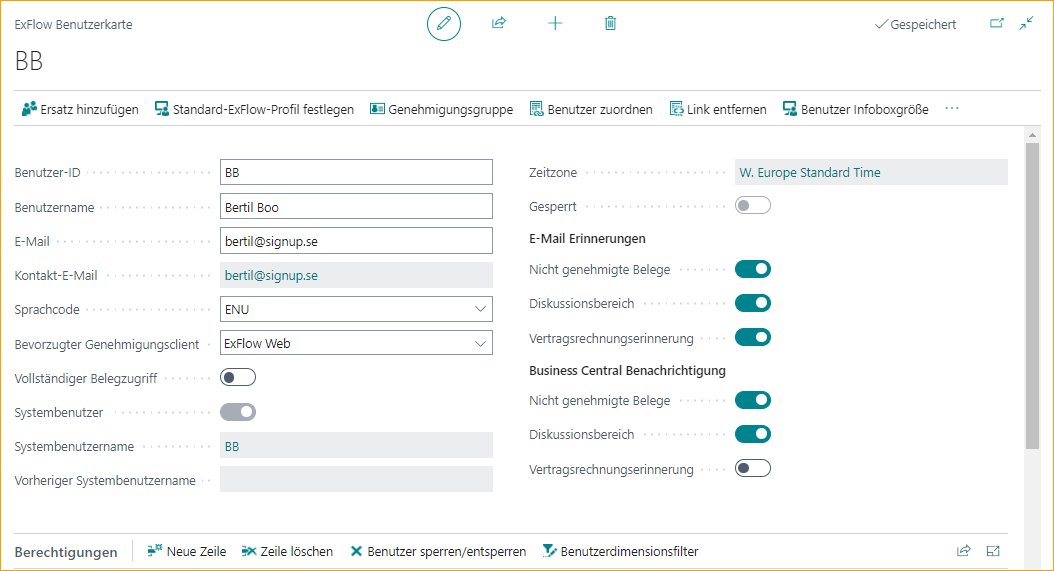 ExFlow Benutzerkarte
Gespeichert
BB
Ersatz hinzufügen Standard-ExFlow-Profil festlegen Genehmigungsgruppe Benutzer zuordnen Link entfernen Benutzer Infoboxgröße ...
Benutzer-ID BB
Benutzername Bertil Boo
E-Mail bertil@signup.se
Kontakt-E-Mail bertil@signup.se
Sprachcode ENU
Bevorzugter Genehmigungsclient ExFlow Web
Vollständiger Belegzugriff
Systembenutzer
Systembenutzername BB
Vorheriger Systembenutzername
Zeitzone W. Europe Standard Time
Gesperrt
E-Mail Erinnerungen
Nicht genehmigte Belege
Diskussionsbereich
Vertragsrechnungserinnerung
Business Central Benachrichtigung
Nicht genehmigte Belege
Diskussionsbereich
Vertragsrechnungserinnerung
Berechtigungen Neue Zeile Zeile löschen Benutzer sperren/entsperren Benutzerdimensionsfilter